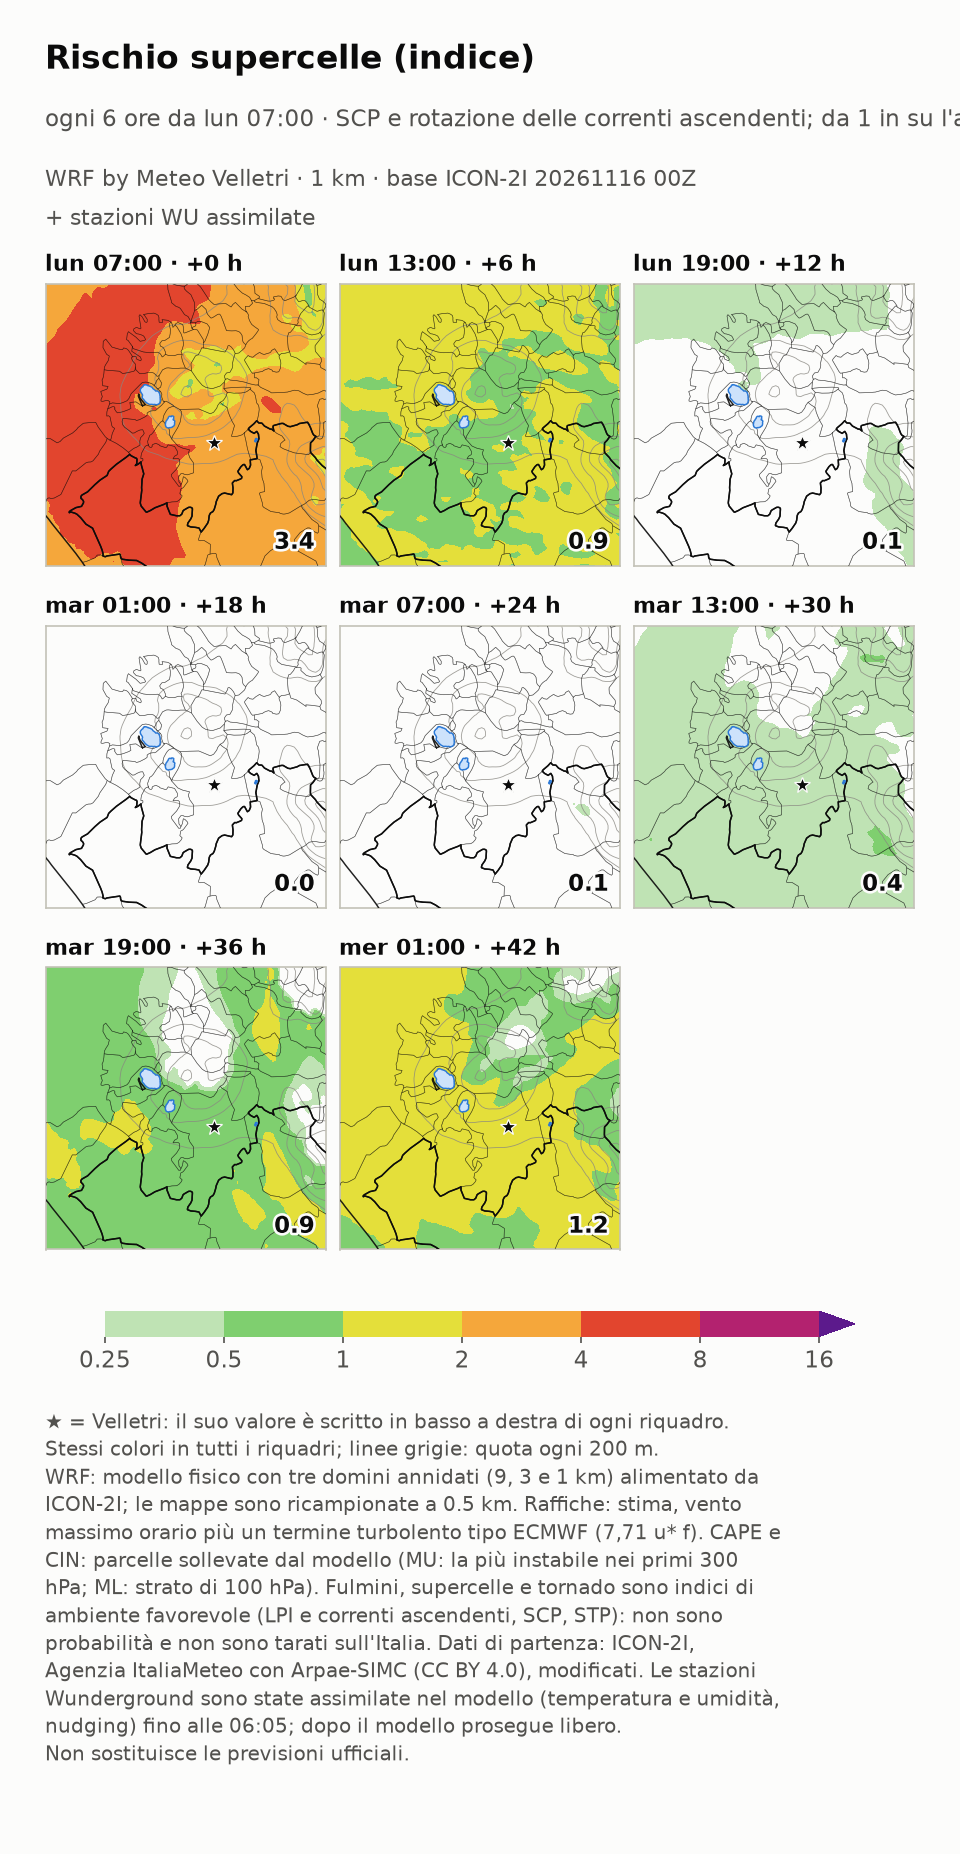 Rischio supercelle (indice)
ogni 6 ore da lun 07:00 · SCP e rotazione delle correnti ascendenti; da 1 in su l'a
WRF by Meteo Velletri · 1 km · base ICON-2I 20261116 00Z
+ stazioni WU assimilate
lun 07:00 · +0 h
lun 13:00 · +6 h
lun 19:00 · +12 h
3.4
0.9
0.1
mar 01:00 · +18 h
mar 07:00 · +24 h
mar 13:00 · +30 h
0.0
0.1
0.4
mar 19:00 · +36 h
mer 01:00 · +42 h
0.9
1.2
0.25
0.5
1
2
4
8
16
★ = Velletri: il suo valore è scritto in basso a destra di ogni riquadro.
Stessi colori in tutti i riquadri; linee grigie: quota ogni 200 m.
WRF: modello fisico con tre domini annidati (9, 3 e 1 km) alimentato da
ICON-2I; le mappe sono ricampionate a 0.5 km. Raffiche: stima, vento
massimo orario più un termine turbolento tipo ECMWF (7,71 u* f). CAPE e
CIN: parcelle sollevate dal modello (MU: la più instabile nei primi 300
hPa; ML: strato di 100 hPa). Fulmini, supercelle e tornado sono indici di
ambiente favorevole (LPI e correnti ascendenti, SCP, STP): non sono
probabilità e non sono tarati sull'Italia. Dati di partenza: ICON-2I,
Agenzia ItaliaMeteo con Arpae-SIMC (CC BY 4.0), modificati. Le stazioni
Wunderground sono state assimilate nel modello (temperatura e umidità,
nudging) fino alle 06:05; dopo il modello prosegue libero.
Non sostituisce le previsioni ufficiali.